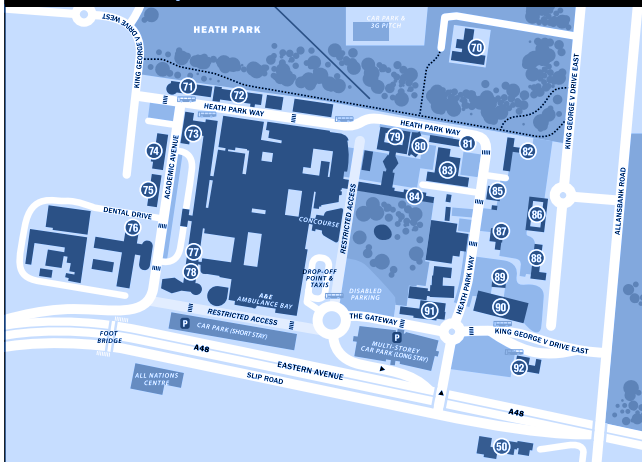 CAR PARK &
3G PITCH
HEATH PARK
KING GEORGE V DRIVE WEST
70
KING GEORGE V DRIVE EAST
71
72
HEATH PARK WAY
HEATH PARK WAY
73
79
80
81
82
74
ACADEMIC AVENUE
83
75
RESTRICTED ACCESS
84
85
86
ALLANSBANK ROAD
DENTAL DRIVE
76
CONCOURSE
87
77
78
88
DROP-OFF
POINT &
TAXIS
89
HEATH PARK WAY
A&E
AMBULANCE BAY
DISABLED
PARKING
90
91
RESTRICTED ACCESS
THE GATEWAY
P
CAR PARK (SHORT STAY)
KING GEORGE V DRIVE EAST
FOOT
BRIDGE
P
MULTI-STOREY
CAR PARK (LONG STAY)
A48
EASTERN AVENUE
92
ALL NATIONS
CENTRE
SLIP ROAD
A48
50